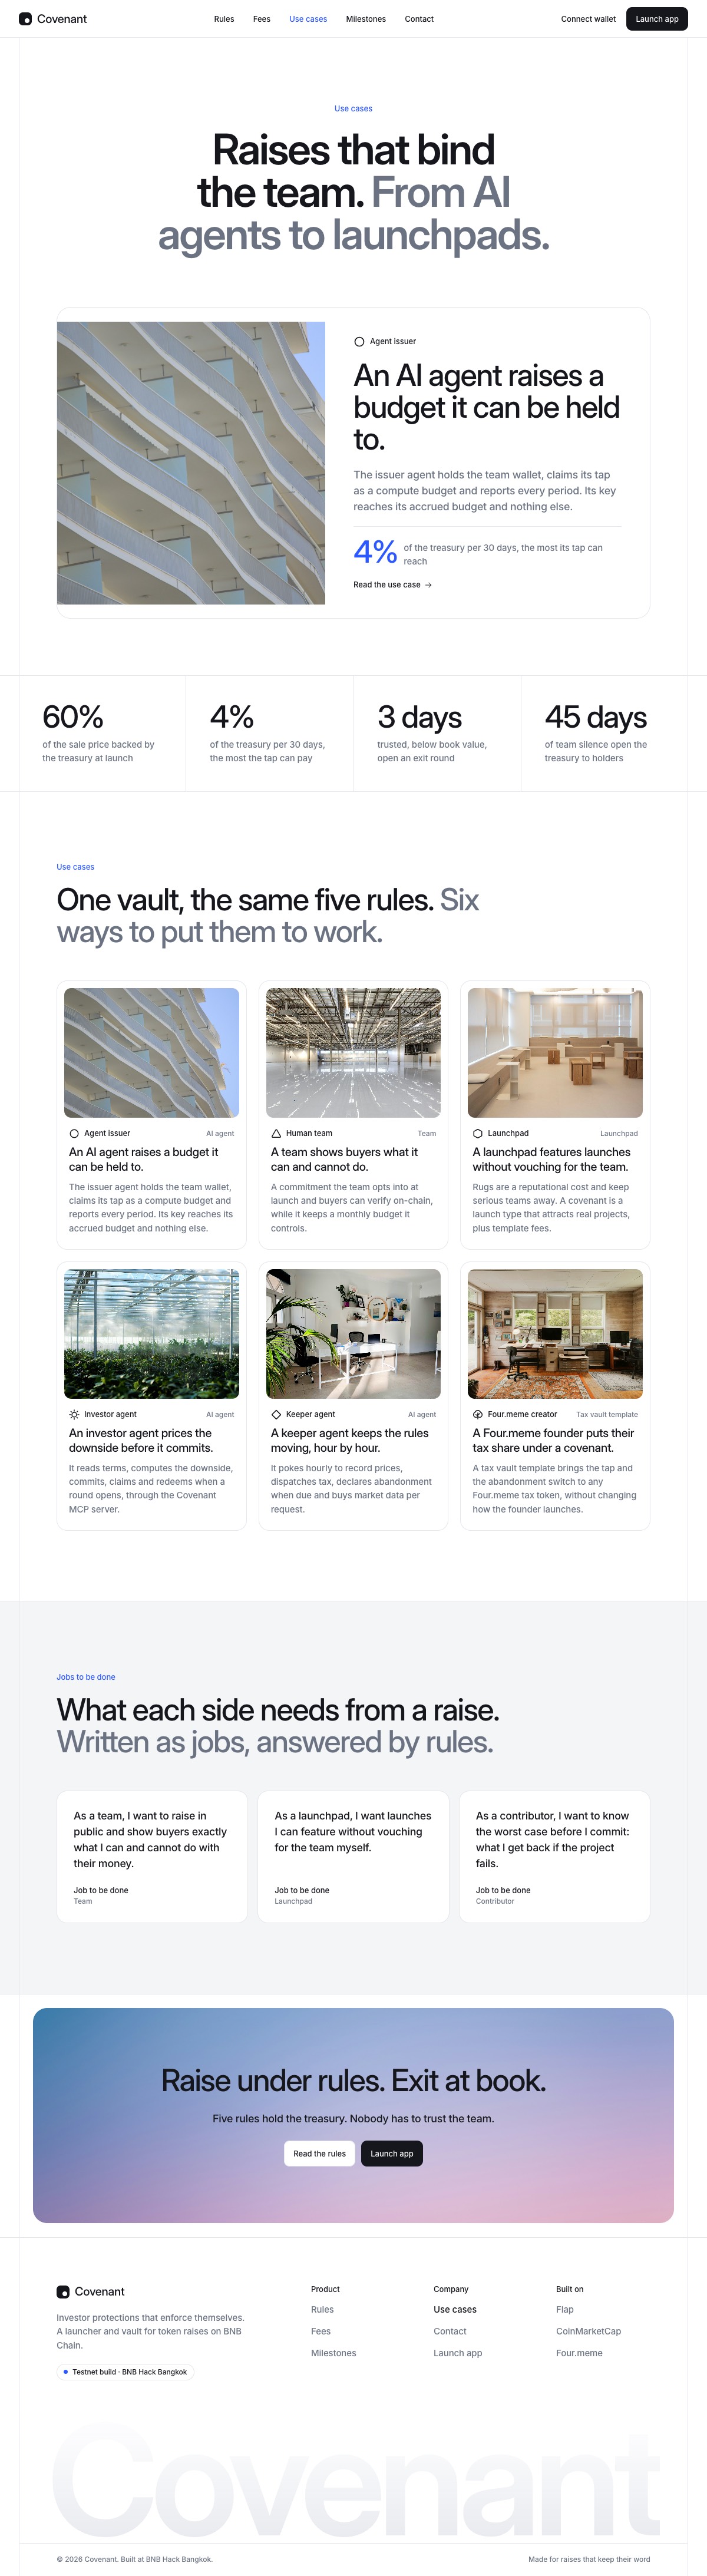 Covenant
Rules
Fees
Use cases
Milestones
Contact
Connect wallet
Launch app
Use cases
Raises that bind
the team. From AI
agents to launchpads.
Agent issuer
An AI agent raises a
budget it can be held
to.
The issuer agent holds the team wallet, claims its tap
as a compute budget and reports every period. Its key
reaches its accrued budget and nothing else.
4%
of the treasury per 30 days, the most its tap can
reach
Read the use case →
60%
of the sale price backed by
the treasury at launch
4%
of the treasury per 30 days,
the most the tap can pay
3 days
trusted, below book value,
open an exit round
45 days
of team silence open the
treasury to holders
Use cases
One vault, the same five rules. Six
ways to put them to work.
Agent issuer
AI agent
An AI agent raises a budget it
can be held to.
The issuer agent holds the team wallet,
claims its tap as a compute budget and
reports every period. Its key reaches its
accrued budget and nothing else.
Human team
Team
A team shows buyers what it
can and cannot do.
A commitment the team opts into at
launch and buyers can verify on-chain,
while it keeps a monthly budget it
controls.
Launchpad
Launchpad
A launchpad features launches
without vouching for the team.
Rugs are a reputational cost and keep
serious teams away. A covenant is a
launch type that attracts real projects,
plus template fees.
Investor agent
AI agent
An investor agent prices the
downside before it commits.
It reads terms, computes the downside,
commits, claims and redeems when a
round opens, through the Covenant
MCP server.
Keeper agent
AI agent
A keeper agent keeps the rules
moving, hour by hour.
It pokes hourly to record prices,
dispatches tax, declares abandonment
when due and buys market data per
request.
Four.meme creator
Tax vault template
A Four.meme founder puts their
tax share under a covenant.
A tax vault template brings the tap and
the abandonment switch to any
Four.meme tax token, without changing
how the founder launches.
Jobs to be done
What each side needs from a raise.
Written as jobs, answered by rules.
As a team, I want to raise in
public and show buyers exactly
what I can and cannot do with
their money.
Job to be done
Team
As a launchpad, I want launches
I can feature without vouching
for the team myself.
Job to be done
Launchpad
As a contributor, I want to know
the worst case before I commit:
what I get back if the project
fails.
Job to be done
Contributor
Raise under rules. Exit at book.
Five rules hold the treasury. Nobody has to trust the team.
Read the rules
Launch app
Covenant
Investor protections that enforce themselves.
A launcher and vault for token raises on BNB
Chain.
Testnet build · BNB Hack Bangkok
Product
Rules
Fees
Milestones
Company
Use cases
Contact
Launch app
Built on
Flap
CoinMarketCap
Four.meme
Covenant
© 2026 Covenant. Built at BNB Hack Bangkok.
Made for raises that keep their word